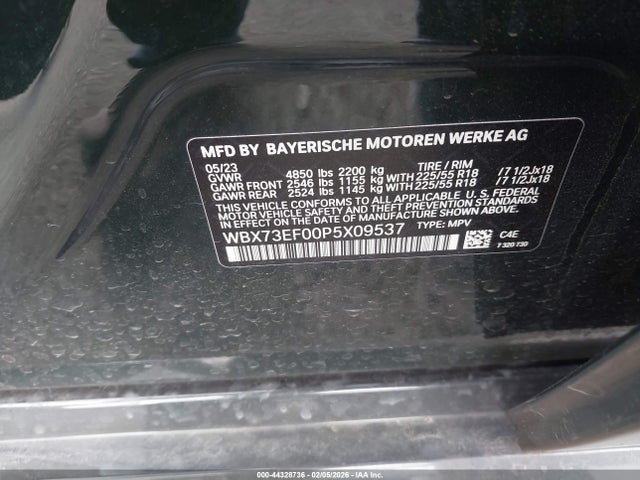 MFD BY BAYERISCHE MOTOREN WERKE AG
05/23 TIRE / RIM
GVWR 4850 lbs 2200 kg
GAWR FRONT 2546 lbs 1155 kg WITH 225/55 R18 / 7 1/2Jx18
GAWR REAR 2524 lbs 1145 kg WITH 225/55 R18 / 7 1/2Jx18
THIS VEHICLE CONFORMS TO ALL APPLICABLE U. S. FEDERAL
MOTOR VEHICLE SAFETY, BUMPER, AND THEFT PREVENTION STANDARDS
IN EFFECT ON THE DATE OF MANUFACTURE SHOWN ABOVE.
WBX73EF00P5X09537 TYPE: MPV
C4E
7 320 730
000-44328736 - 02/05/2026 - IAA Inc.